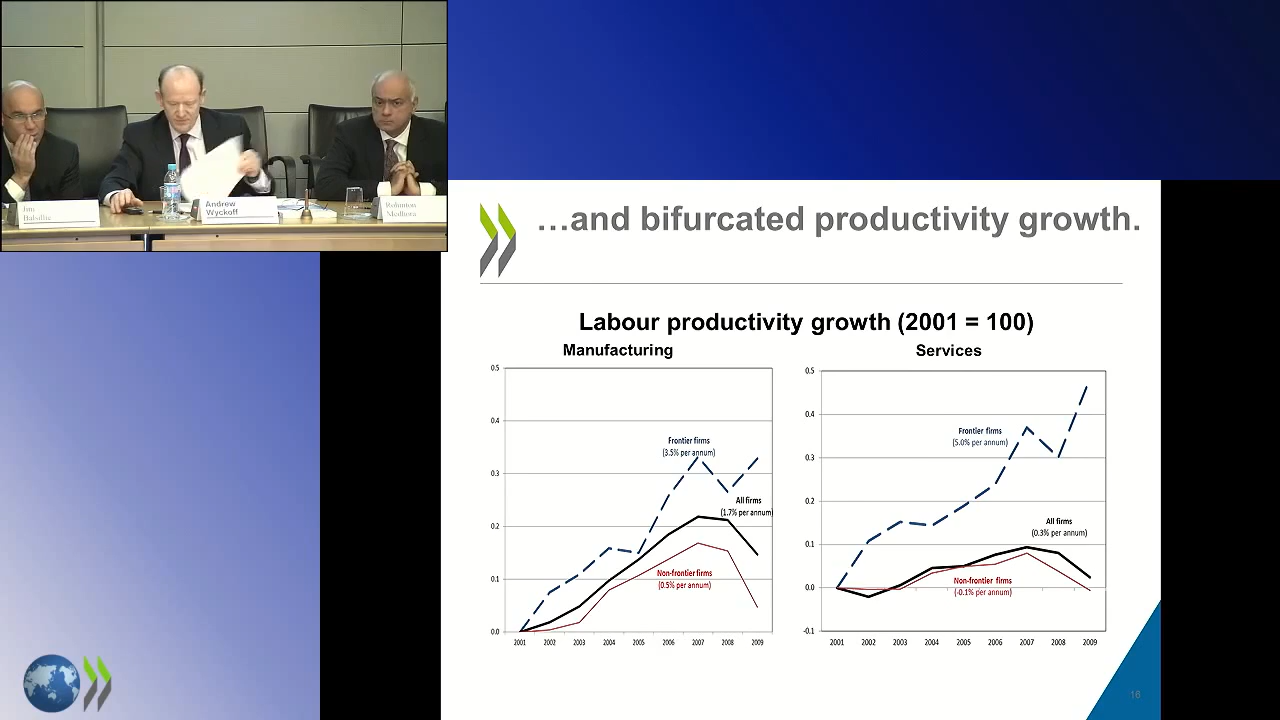 Jim
Balsillie
Andrew
Wyckoff
Rohinton
Medhora
…and bifurcated productivity growth.
Labour productivity growth (2001 = 100)
Manufacturing
0.5
0.4
0.3
0.2
0.1
0.0
Frontier firms
(3.5% per annum)
All firms
(1.7% per annum)
Non-frontier firms
(0.5% per annum)
2001 2002 2003 2004 2005 2006 2007 2008 2009
Services
0.5
0.4
0.3
0.2
0.1
0.0
-0.1
Frontier firms
(5.0% per annum)
All firms
(0.3% per annum)
Non-frontier firms
(-0.1% per annum)
2001 2002 2003 2004 2005 2006 2007 2008 2009
16